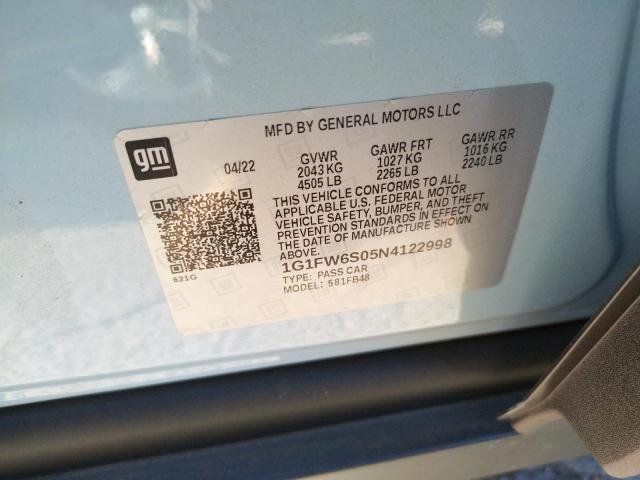 MFD BY GENERAL MOTORS LLC
gm
04/22
GVWR
2043 KG
4505 LB
GAWR FRT
1027 KG
2265 LB
GAWR RR
1016 KG
2240 LB
THIS VEHICLE CONFORMS TO ALL
APPLICABLE U.S. FEDERAL MOTOR
VEHICLE SAFETY, BUMPER, AND THEFT
PREVENTION STANDARDS IN EFFECT ON
THE DATE OF MANUFACTURE SHOWN
ABOVE.
1G1FW6S05N4122998
TYPE: PASS CAR
MODEL: 581FB48
621G